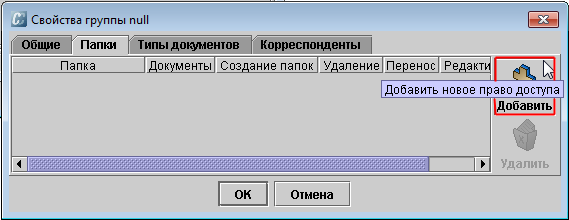 Свойства группы null
Общие Папки Типы документов Корреспонденты
Папка Документы Создание папок Удаление Перенос Редакти
Добавить новое право доступа
Добавить
Удалить
OK Отмена